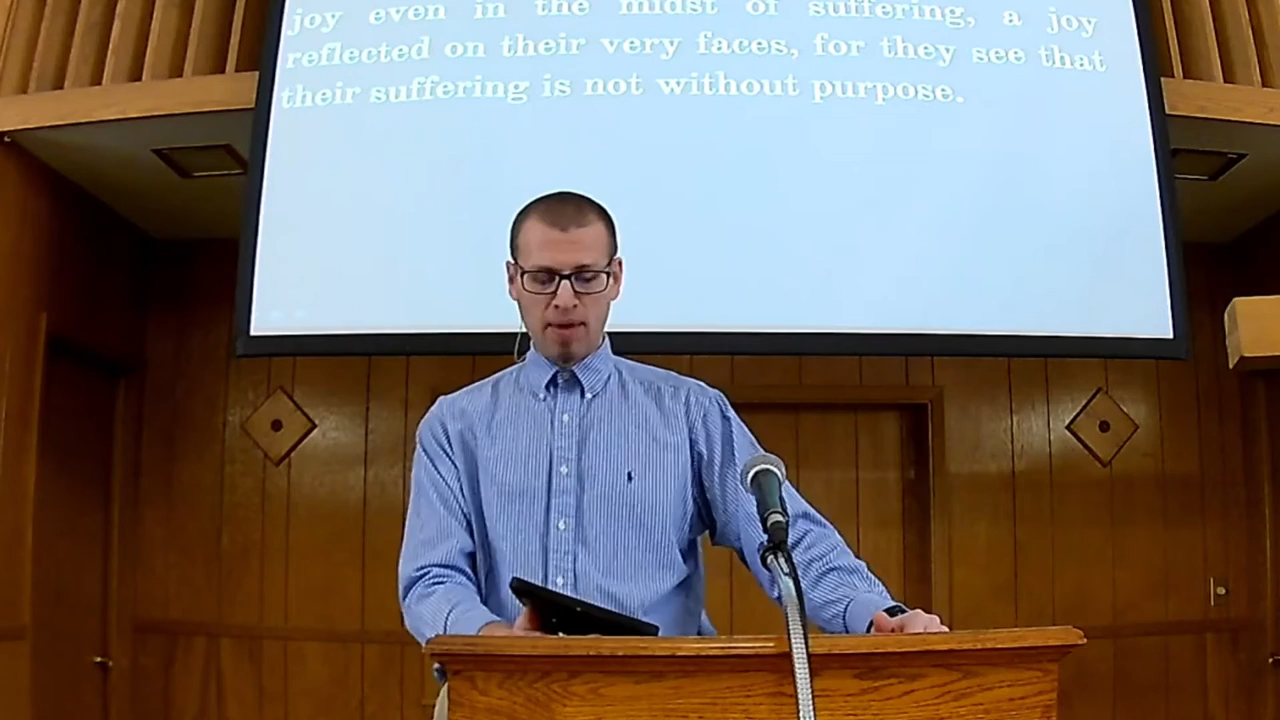 joy even in the midst of suffering, a joy
reflected on their very faces, for they see that
their suffering is not without purpose.